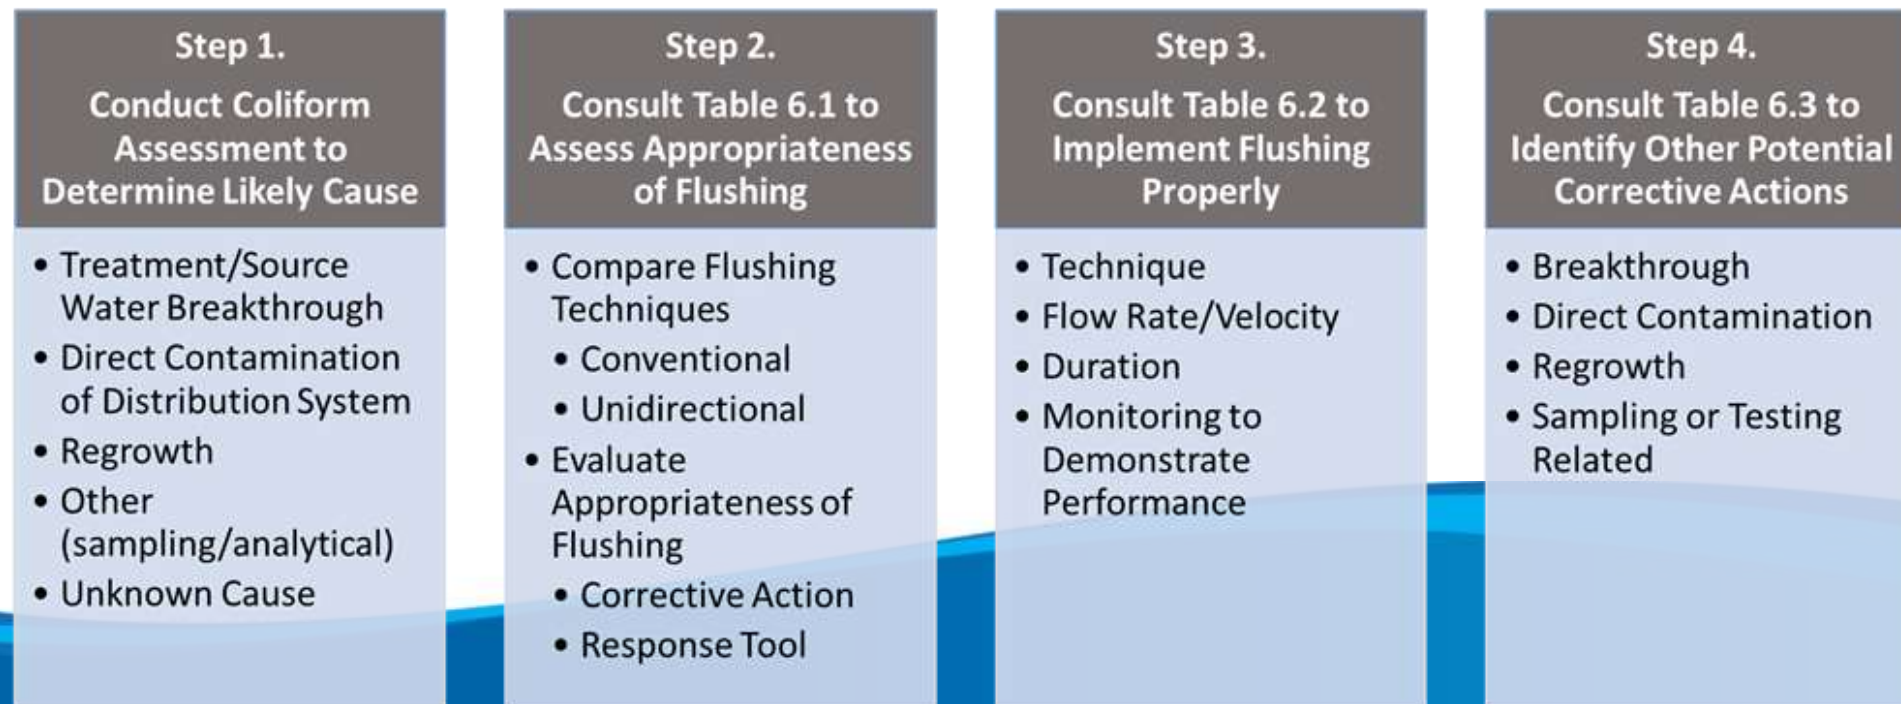 Step 1.
Conduct Coliform
Assessment to
Determine Likely Cause
• Treatment/Source
Water Breakthrough
• Direct Contamination
of Distribution System
• Regrowth
• Other
(sampling/analytical)
• Unknown Cause
Step 2.
Consult Table 6.1 to
Assess Appropriateness
of Flushing
• Compare Flushing
Techniques
• Conventional
• Unidirectional
• Evaluate
Appropriateness of
Flushing
• Corrective Action
• Response Tool
Step 3.
Consult Table 6.2 to
Implement Flushing
Properly
• Technique
• Flow Rate/Velocity
• Duration
• Monitoring to
Demonstrate
Performance
Step 4.
Consult Table 6.3 to
Identify Other Potential
Corrective Actions
• Breakthrough
• Direct Contamination
• Regrowth
• Sampling or Testing
Related